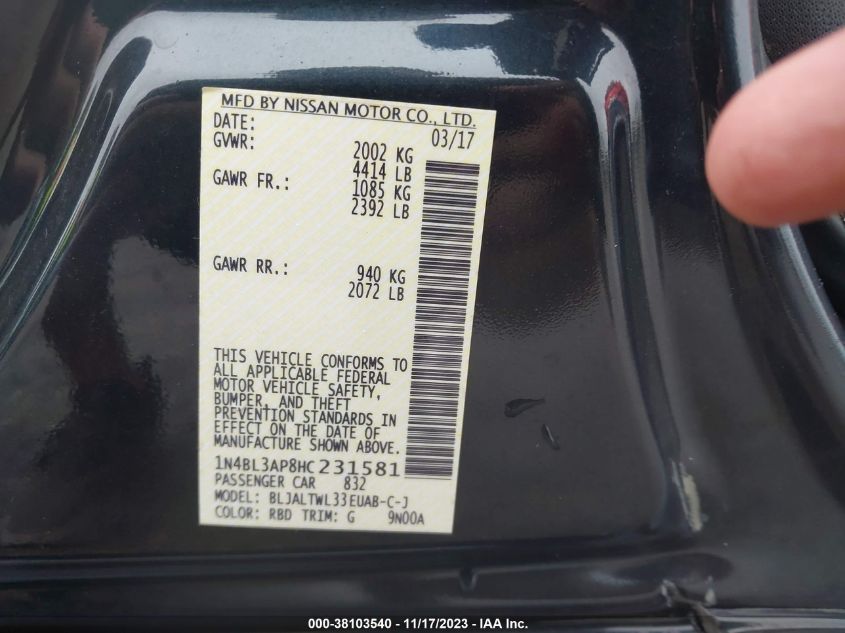 MFD BY NISSAN MOTOR CO., LTD.
DATE: 03/17
GVWR: 2002 KG
4414 LB
GAWR FR.: 1085 KG
2392 LB
GAWR RR.: 940 KG
2072 LB
THIS VEHICLE CONFORMS TO
ALL APPLICABLE FEDERAL
MOTOR VEHICLE SAFETY,
BUMPER, AND THEFT
PREVENTION STANDARDS IN
EFFECT ON THE DATE OF
MANUFACTURE SHOWN ABOVE.
1N4BL3AP8HC231581
PASSENGER CAR 832
MODEL: BLJALTWL33EUAB-C-J
COLOR: RBD TRIM: G 9N00A
000-38103540 - 11/17/2023 - IAA Inc.